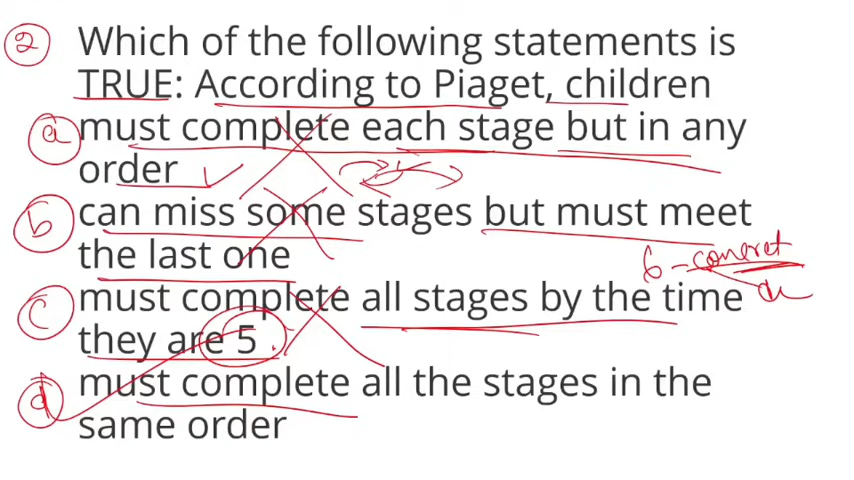 2 Which of the following statements is
TRUE: According to Piaget, children
a must complete each stage but in any
order
b can miss some stages but must meet
the last one
6 - concret
c must complete all stages by the time
they are 5
d must complete all the stages in the
same order